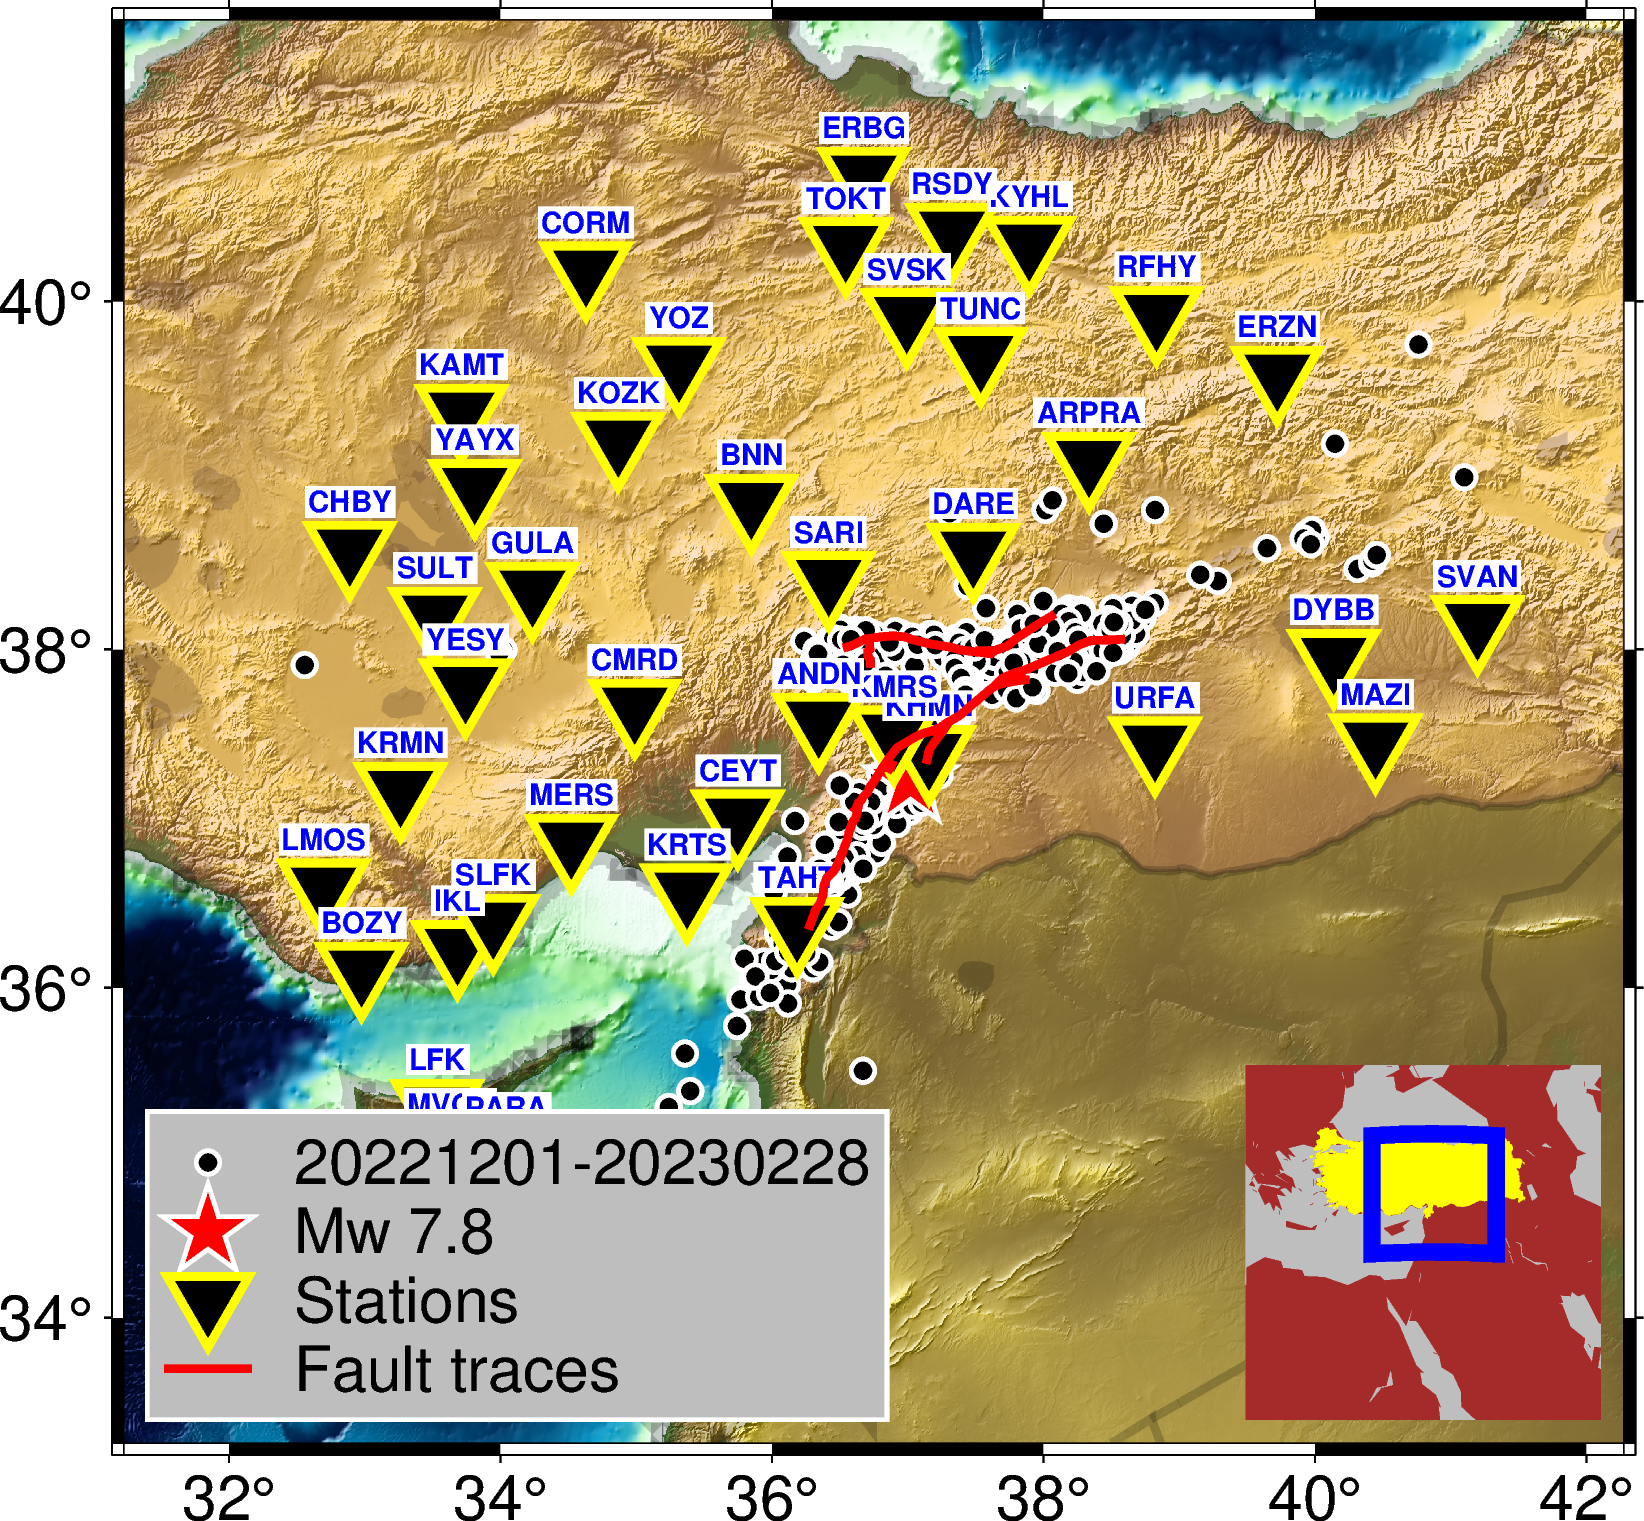 ERBG
RSDY
KYHL
TOKT
CORM
SVSK
RFHY
TUNC
YOZ
ERZN
40°
KAMT
KOZK
ARPRA
YAYX
BNN
CHBY
DARE
SARI
GULA
SULT
SVAN
DYBB
38°
YESY
CMRD
ANDN
KMRS
KHMN
URFA
MAZI
KRMN
CEYT
MERS
LMOS
KRTS
SLFK
TAHT
IKL
BOZY
36°
LFK
PARA
20221201-20230228
Mw 7.8
Stations
34°
Fault traces
32°
34°
36°
38°
40°
42°